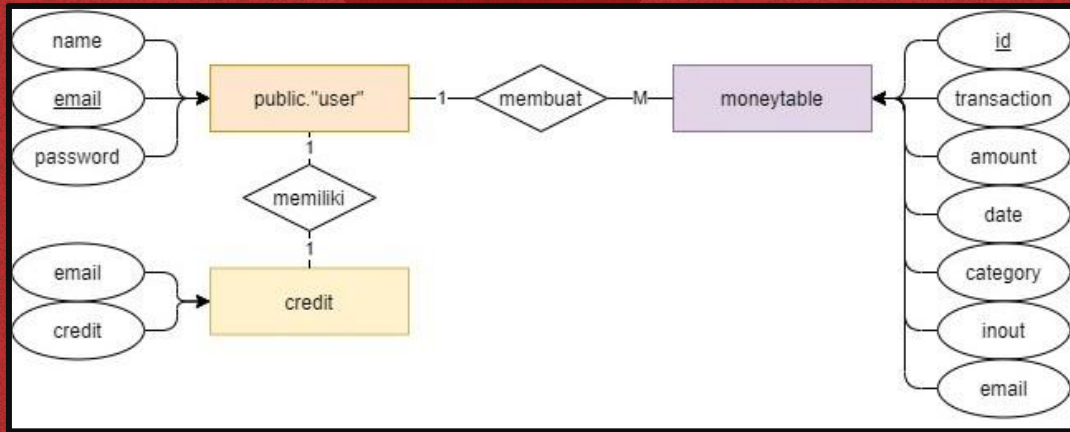 name
email
password
public."user"
1
membuat
M
moneytable
1
memiliki
1
email
credit
credit
id
transaction
amount
date
category
inout
email